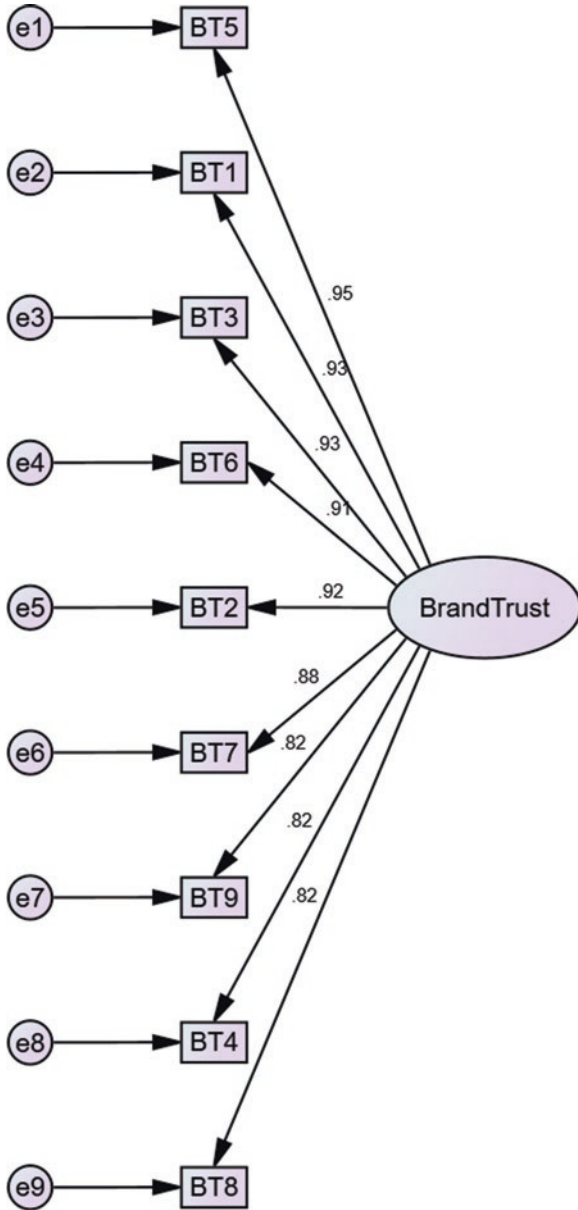 e1 BT5
e2 BT1
.95
e3 BT3
.93
.93
e4 BT6
.91
e5 BT2 .92 BrandTrust
.88
e6 BT7 .82
.82
e7 BT9 .82
e8 BT4
e9 BT8